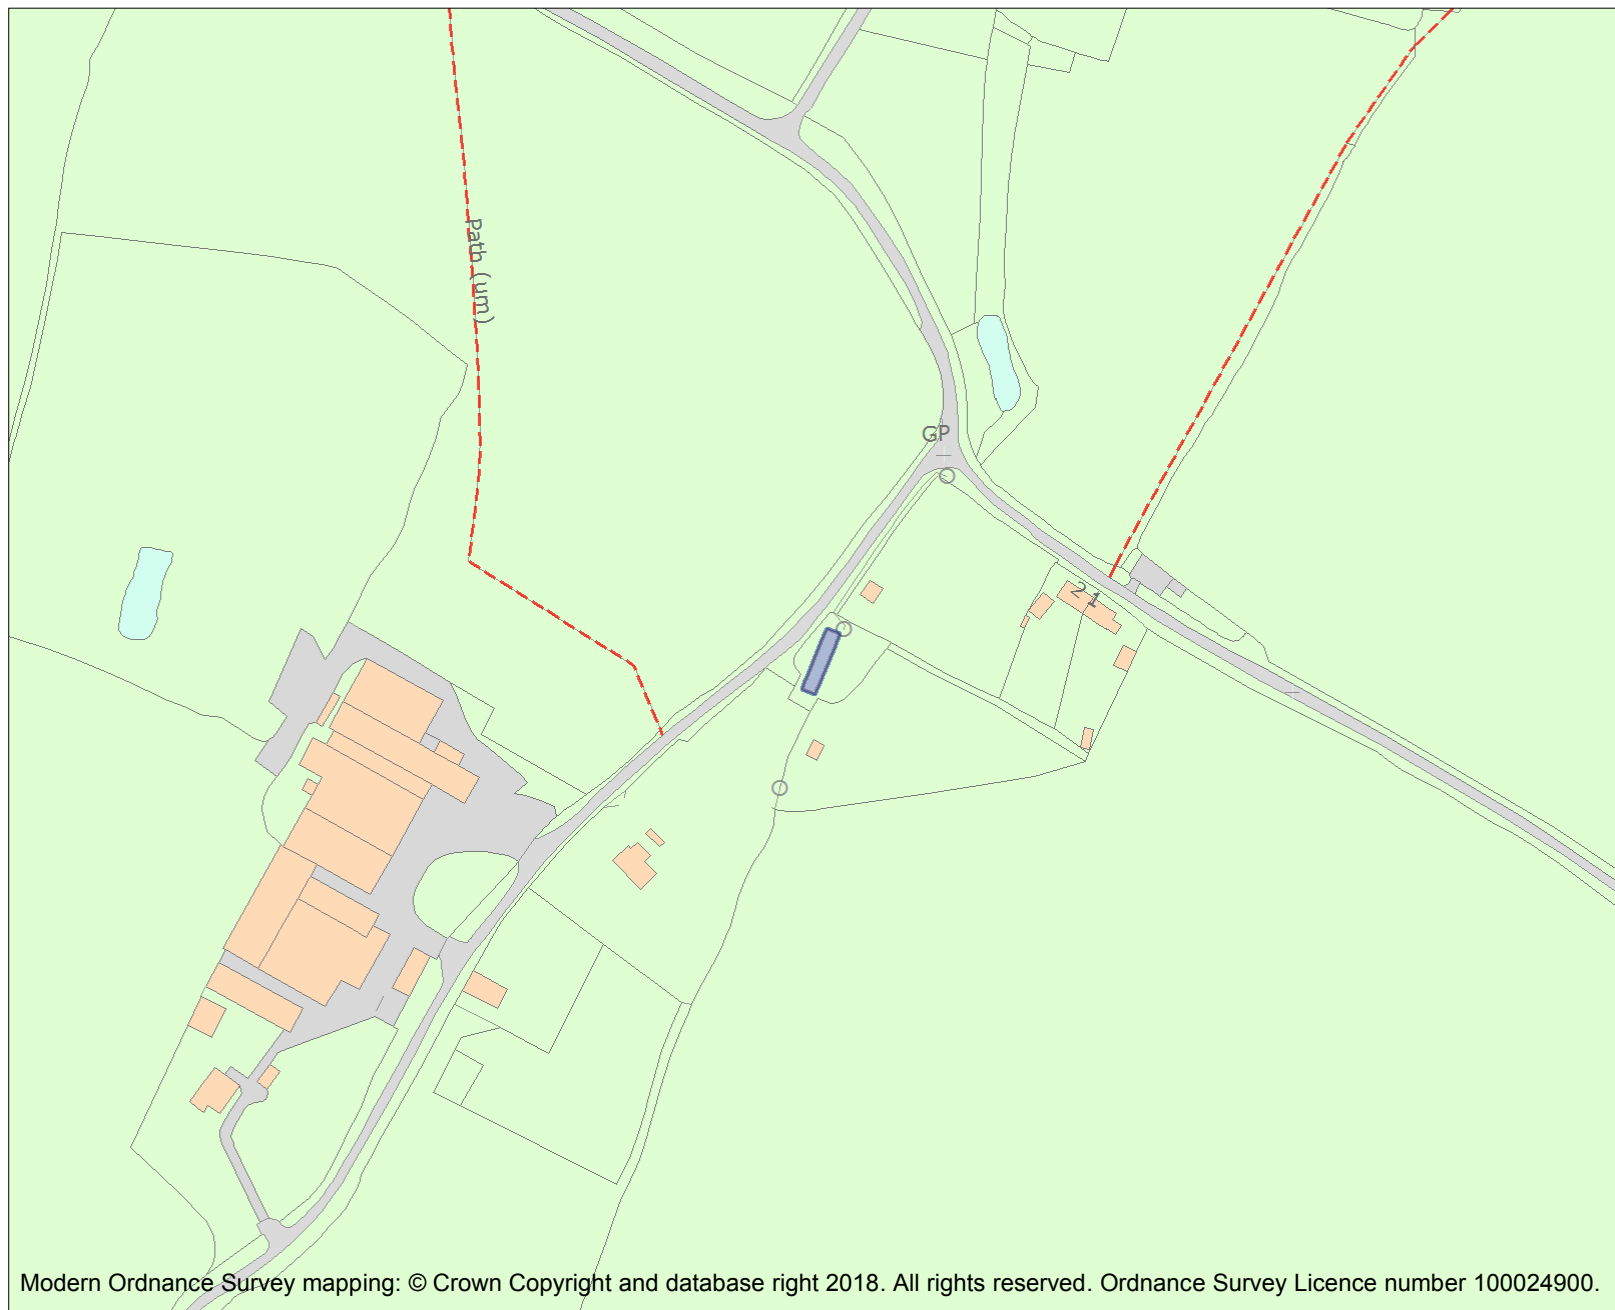 Path (um)
GP
2
1
Modern Ordnance Survey mapping: © Crown Copyright and database right 2018. All rights reserved. Ordnance Survey Licence number 100024900.